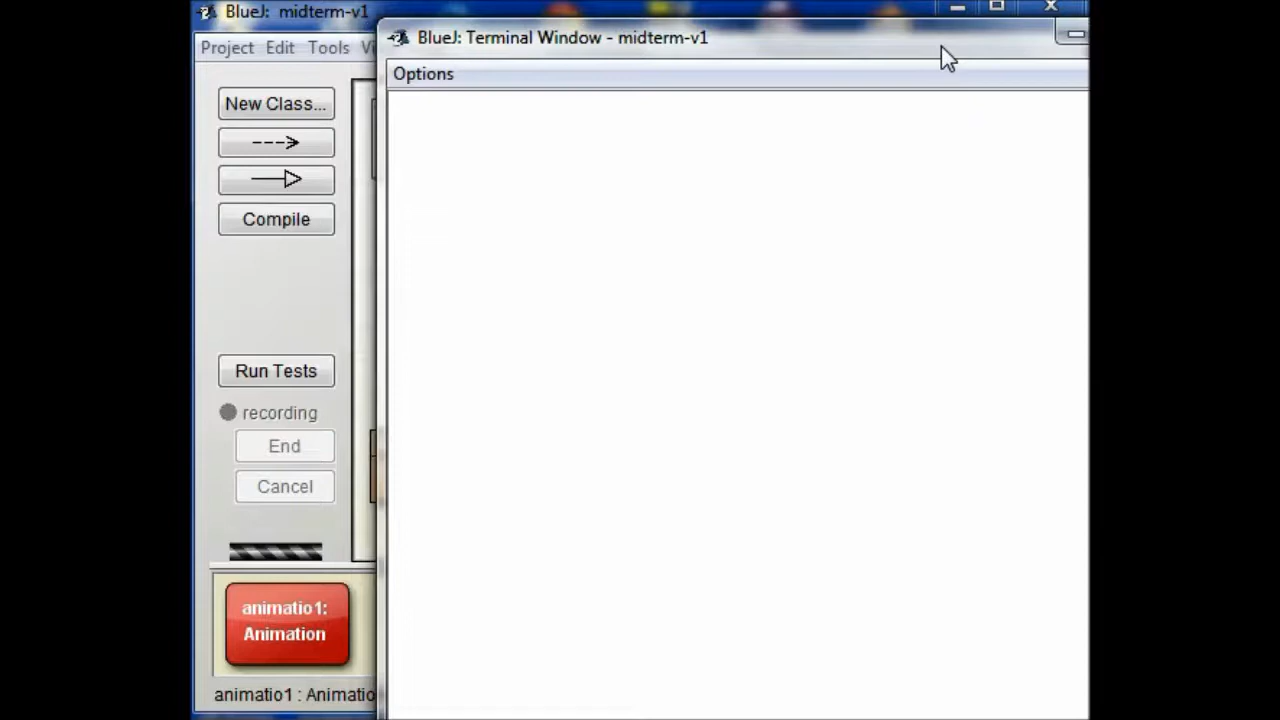 BlueJ: midterm-v1
BlueJ: Terminal Window - midterm-v1
Project Edit Tools
Options
New Class...
Compile
Run Tests
recording
End
Cancel
animatio1:
Animation
animatio1 : Animatio